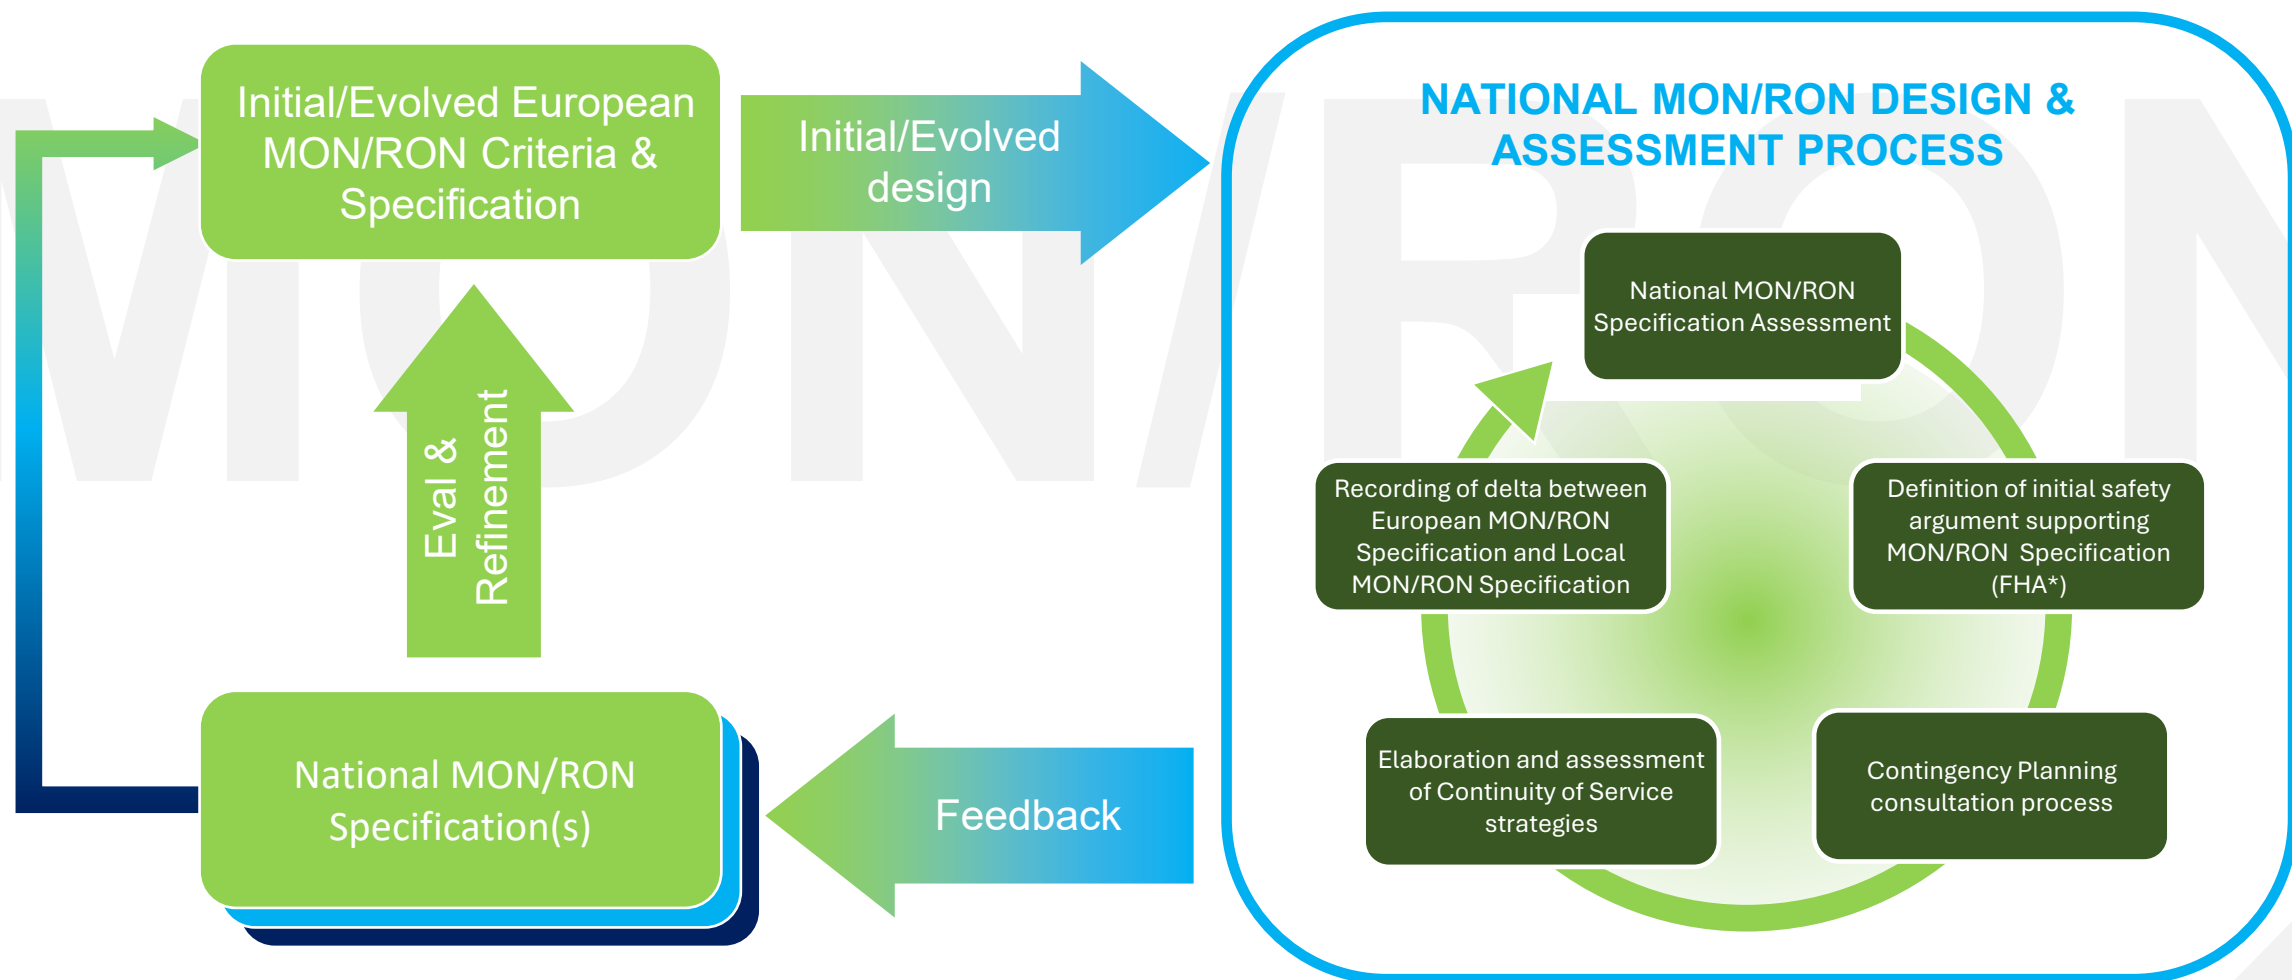 Initial/Evolved European
MON/RON Criteria &
Specification
Initial/Evolved
design
Eval &
Refinement
National MON/RON
Specification(s)
Feedback
NATIONAL MON/RON DESIGN &
ASSESSMENT PROCESS
National MON/RON
Specification Assessment
Definition of initial safety
argument supporting
MON/RON Specification
(FHA*)
Contingency Planning
consultation process
Elaboration and assessment
of Continuity of Service
strategies
Recording of delta between
European MON/RON
Specification and Local
MON/RON Specification
MON/RON